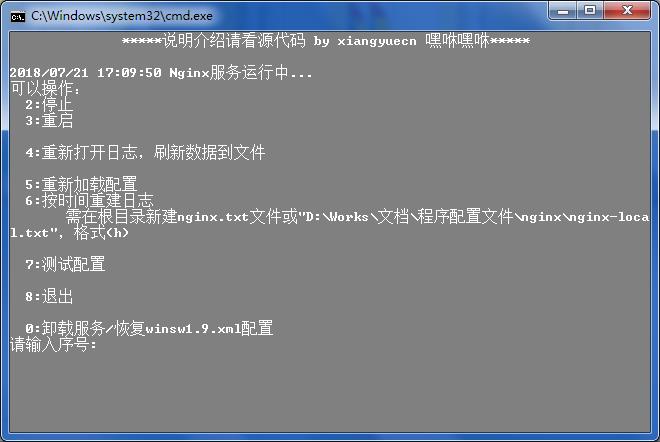 C:\Windows\system32\cmd.exe
*****说明介绍请看源代码 by xiangyuecn 嘿咻嘿咻*****
2018/07/21 17:09:50 Nginx服务运行中...
可以操作:
2:停止
3:重启
4:重新打开日志，刷新数据到文件
5:重新加载配置
6:按时间重建日志
需在根目录新建nginx.txt文件或"D:\Works\文档\程序配置文件\nginx\nginx-loca
l.txt", 格式(h)
7:测试配置
8:退出
0:卸载服务/恢复winsw1.9.xml配置
请输入序号: